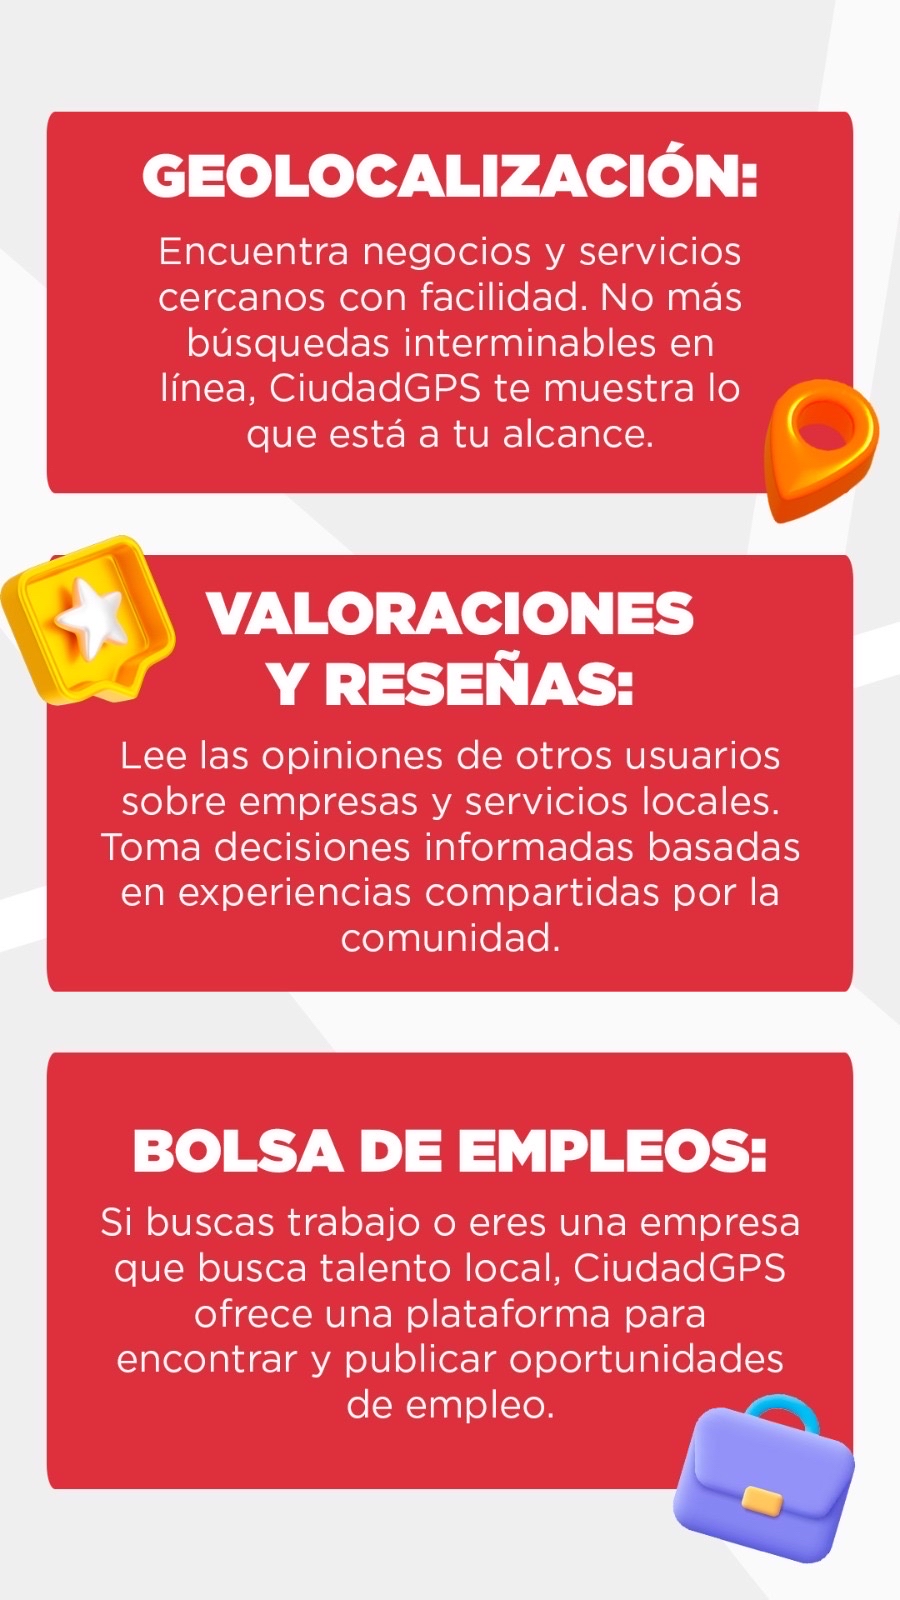 GEOLOCALIZACIÓN:
Encuentra negocios y servicios
cercanos con facilidad. No más
búsquedas interminables en
línea, CiudadGPS te muestra lo
que está a tu alcance.
VALORACIONES
Y RESEÑAS:
Lee las opiniones de otros usuarios
sobre empresas y servicios locales.
Toma decisiones informadas basadas
en experiencias compartidas por la
comunidad.
BOLSA DE EMPLEOS:
Si buscas trabajo o eres una empresa
que busca talento local, CiudadGPS
ofrece una plataforma para
encontrar y publicar oportunidades
de empleo.